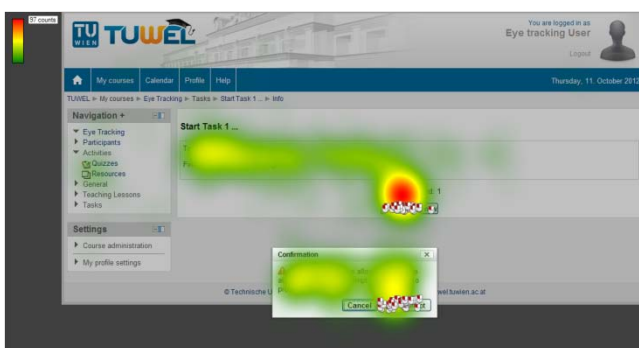 97 counts
TU WIEN TUWEL
You are logged in as
Eye tracking User
Logout
My courses Calendar Profile Help
Thursday, 11. October 2012
TUWEL ► My courses ► Eye Tracking ► Tasks ► Start Task 1 ... ► Info
Navigation +
Eye Tracking
Participants
Activities
Quizzes
Resources
General
Teaching Lessons
Tasks
Start Task 1 ...
1
Settings
Course administration
My profile settings
Confirmation
Cancel
© Technische
wel.tuwien.ac.at